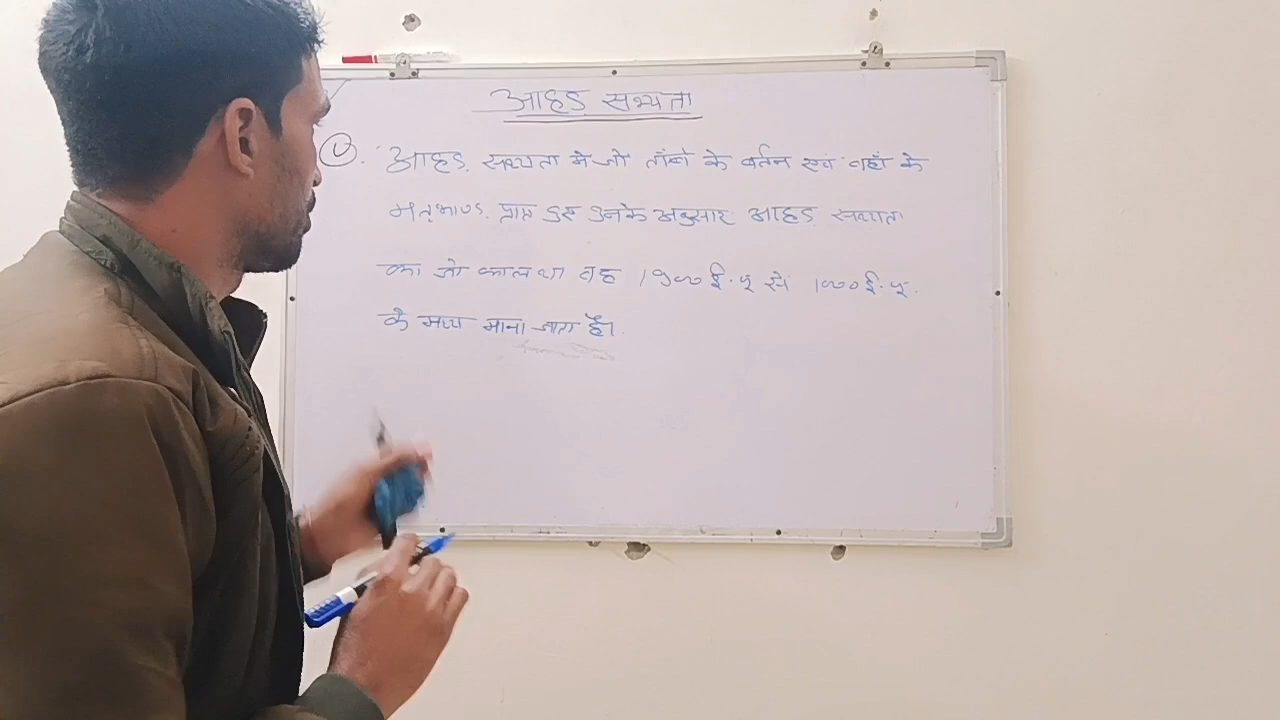 आहड सभ्यता
① . आहड. सभ्यता मे जो ताँबे के बर्तन एवं वहाँ के
प्राप्त हुए उनके अनुसार आहड सभ्यता
का जो काल था वह 1900 ई. पू से 1000 ई. पू.
के मध्य माना जाता है।